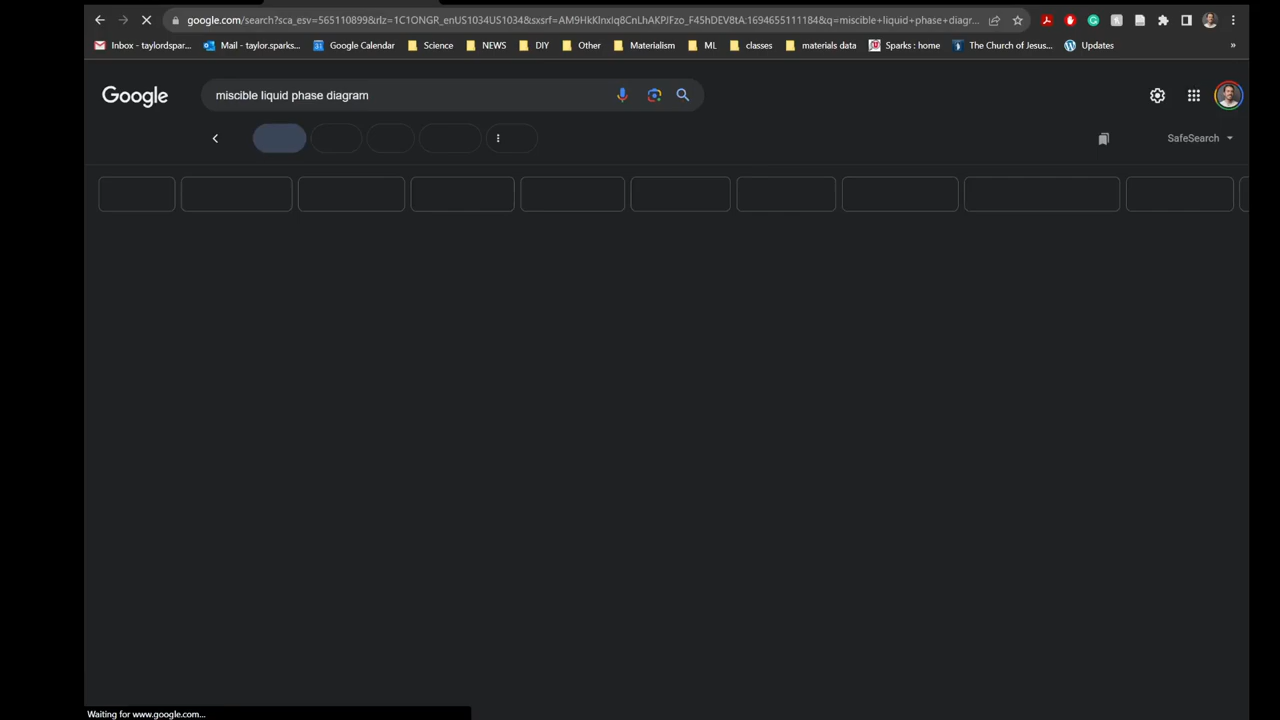 google.com/search?sca_esv=565110899&rlz=1C1ONGR_enUS1034US1034&sxsrf=AM9HkKlnxlq8CnLhAKPJFzo_F45hDEV8tA:1694655111184&q=miscible+liquid+phase+diagr...
Inbox - taylordspar... Mail - taylor.sparks... Google Calendar Science NEWS DIY Other Materialism ML classes materials data Sparks : home The Church of Jesus... Updates »
Google miscible liquid phase diagram
SafeSearch
Waiting for www.google.com...